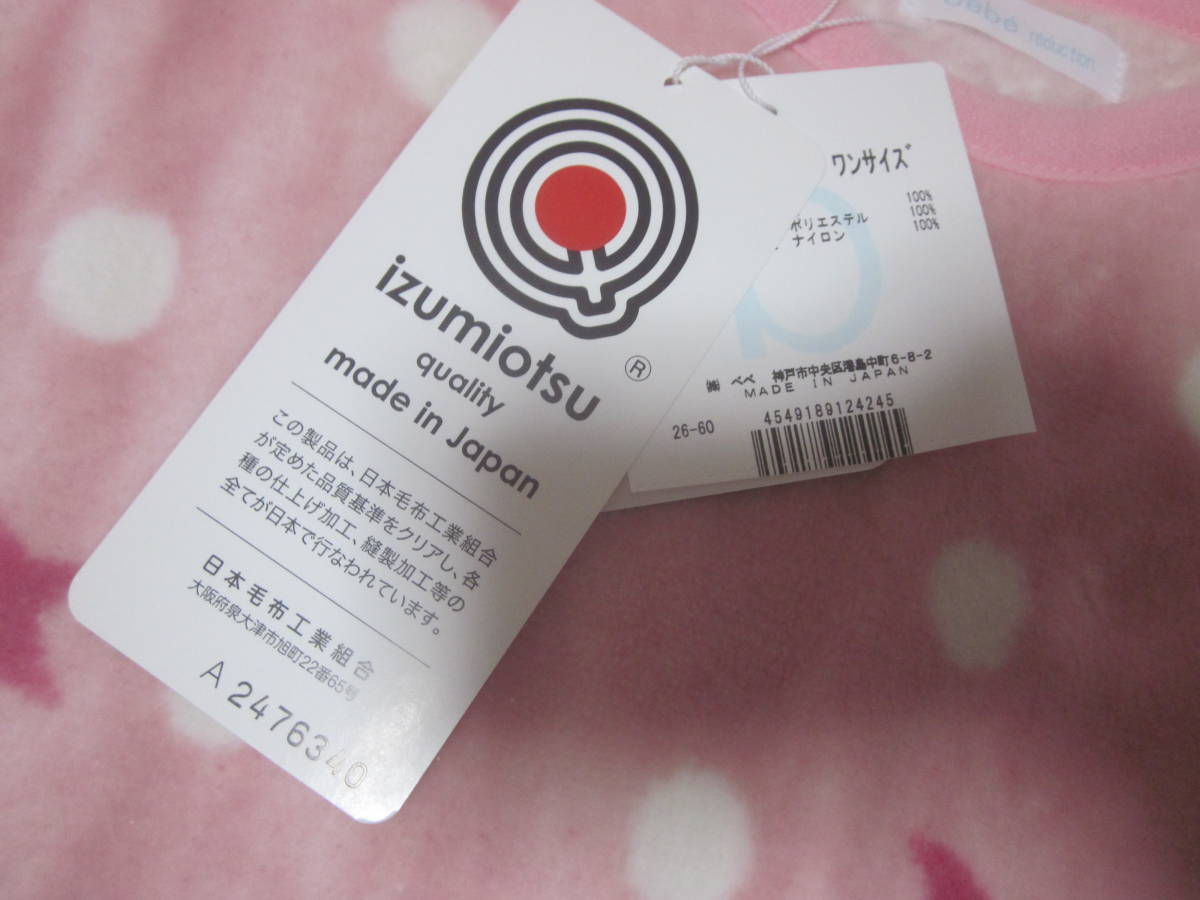 izumiotsu
®
quality
made in Japan
この製品は、日本毛布工業組合
が定めた品質基準をクリアし、各
種の仕上げ加工、縫製加工等の
全てが日本で行なわれています。
日本毛布工業組合
大阪府泉大津市旭町22番65号
A 2476340
bébé réduction
ワンサイズ
100%
ポリエステル 100%
ナイロン 100%
㈱ べべ 神戸市中央区港島中町6-8-2
MADE IN JAPAN
26-60
4549189124245